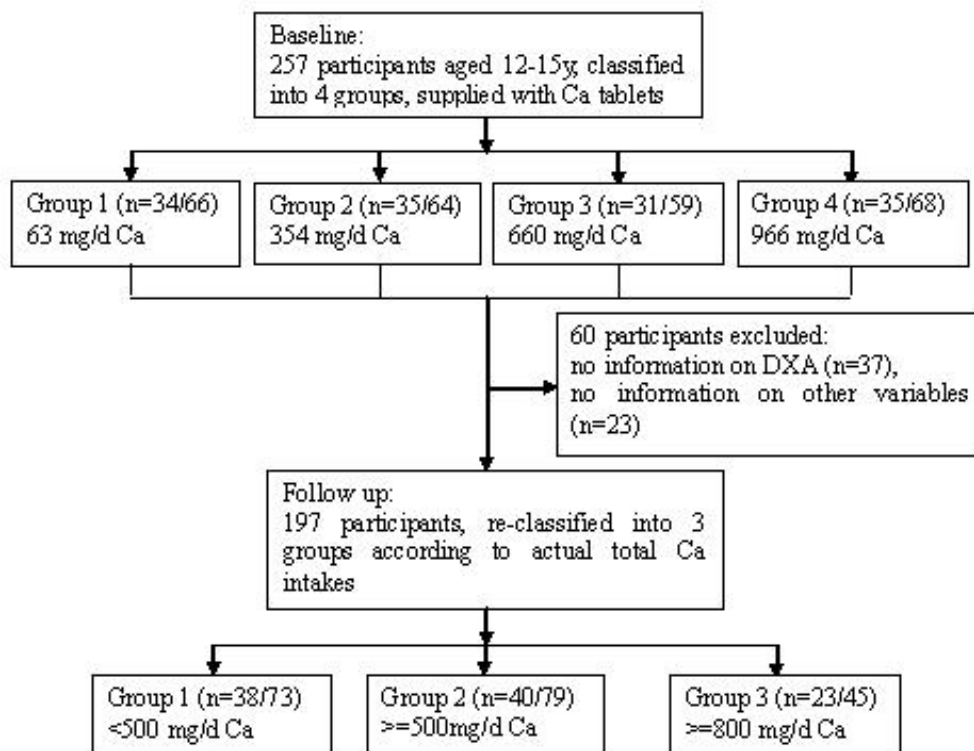 Baseline:
257 participants aged 12-15y, classified
into 4 groups, supplied with Ca tablets
Group 1 (n=34/66)
63 mg/d Ca
Group 2 (n=35/64)
354 mg/d Ca
Group 3 (n=31/59)
660 mg/d Ca
Group 4 (n=35/68)
966 mg/d Ca
60 participants excluded:
no information on DXA (n=37),
no information on other variables
(n=23)
Follow up:
197 participants, re-classified into 3
groups according to actual total Ca
intakes
Group 1 (n=38/73)
<500 mg/d Ca
Group 2 (n=40/79)
>=500mg/d Ca
Group 3 (n=23/45)
>=800 mg/d Ca